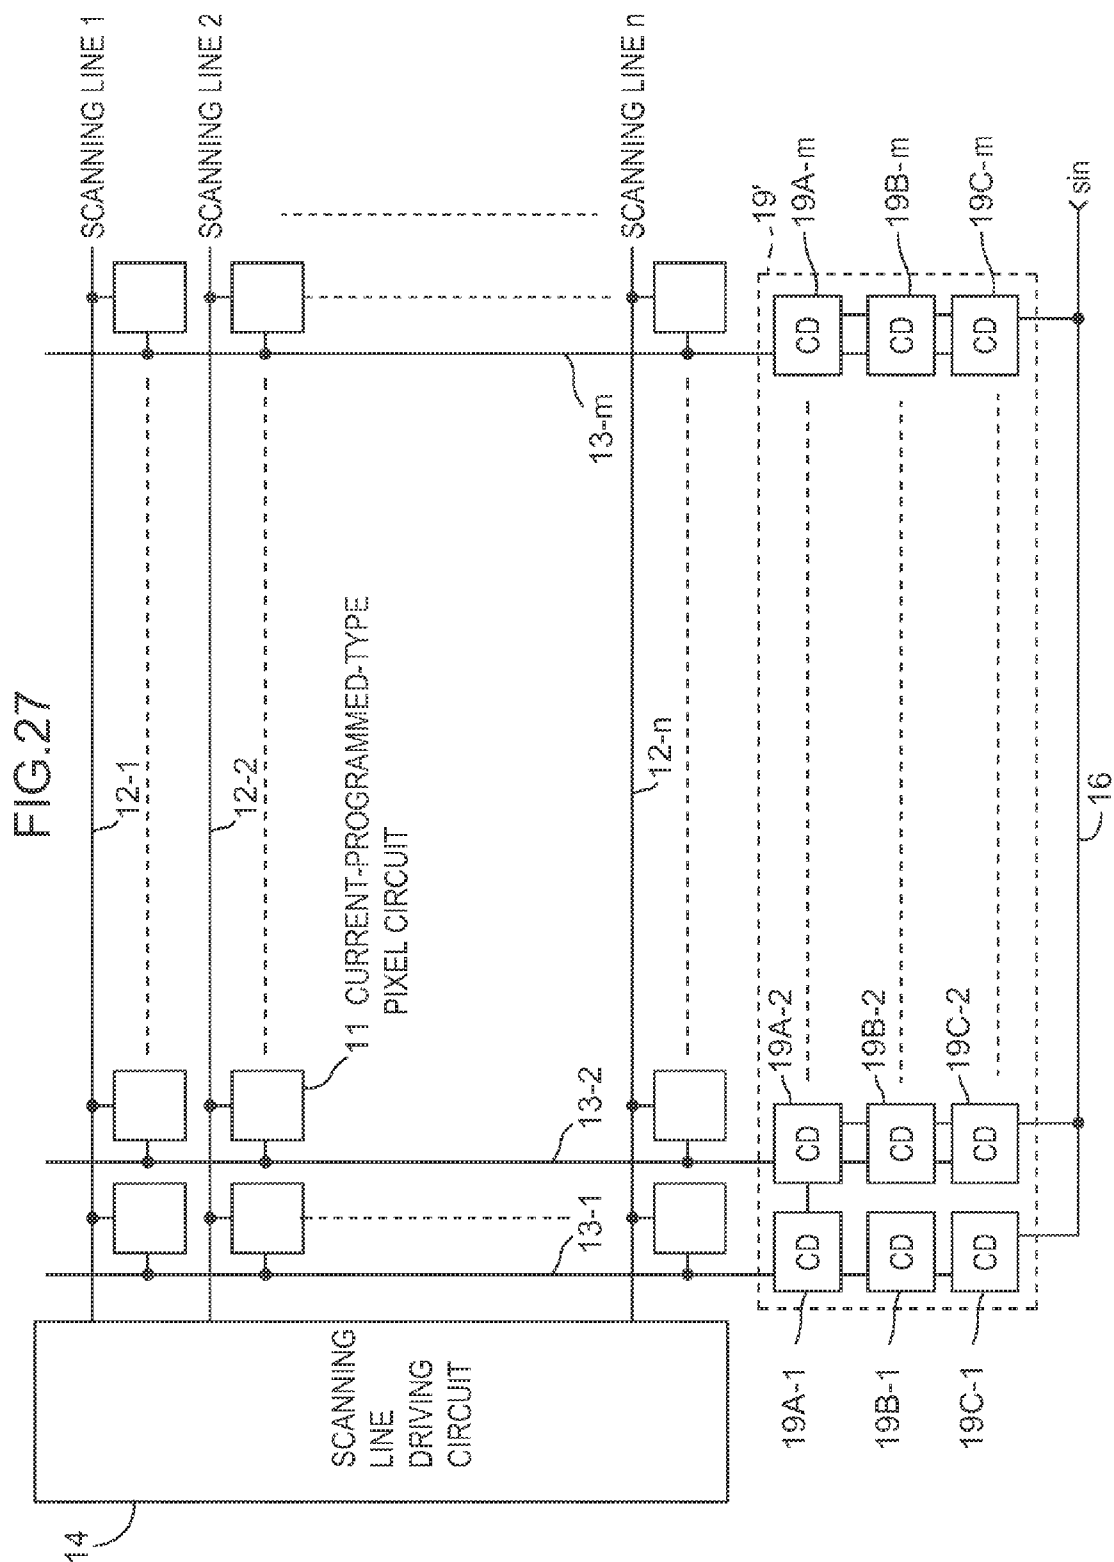 FIG.27
SCANNING LINE 1
SCANNING LINE 2
SCANNING LINE n
12-1
12-2
12-n
11 CURRENT-PROGRAMMED-TYPE
PIXEL CIRCUIT
13-1
13-2
13-m
14
SCANNING
LINE
DRIVING
CIRCUIT
19'
19A-1
19A-2
19A-m
CD
CD
CD
19B-1
19B-2
19B-m
CD
CD
CD
19C-1
19C-2
19C-m
CD
CD
CD
16
sin